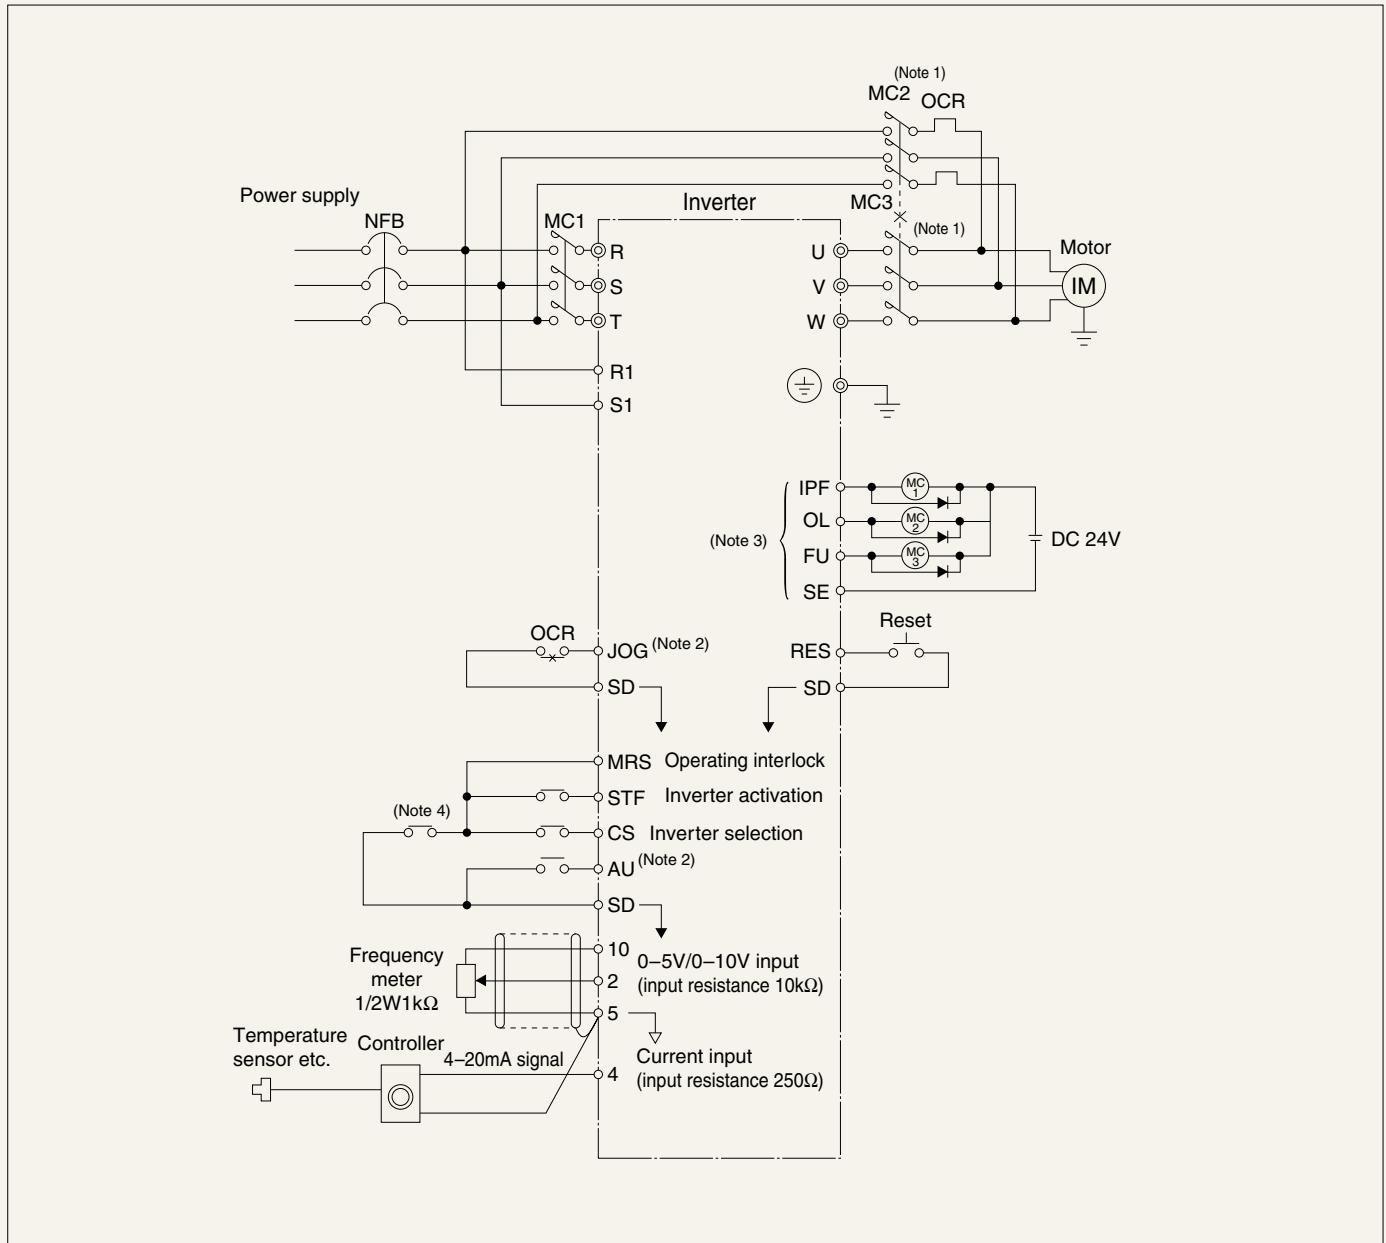 (Note 1)
MC2
OCR
Power supply
NFB
MC1
Inverter
MC3
(Note 1)
R
S
T
R1
S1
U
V
W
Motor
IM
IPF
OL
FU
SE
(Note 3)
MC
1
MC
2
MC
3
DC 24V
OCR
JOG (Note 2)
SD
Reset
RES
SD
MRS Operating interlock
STF Inverter activation
(Note 4)
CS Inverter selection
AU (Note 2)
SD
Frequency
meter
1/2W1kΩ
10
2
5
0–5V/0–10V input
(input resistance 10kΩ)
Temperature
sensor etc.
Controller
4–20mA signal
4
Current input
(input resistance 250Ω)